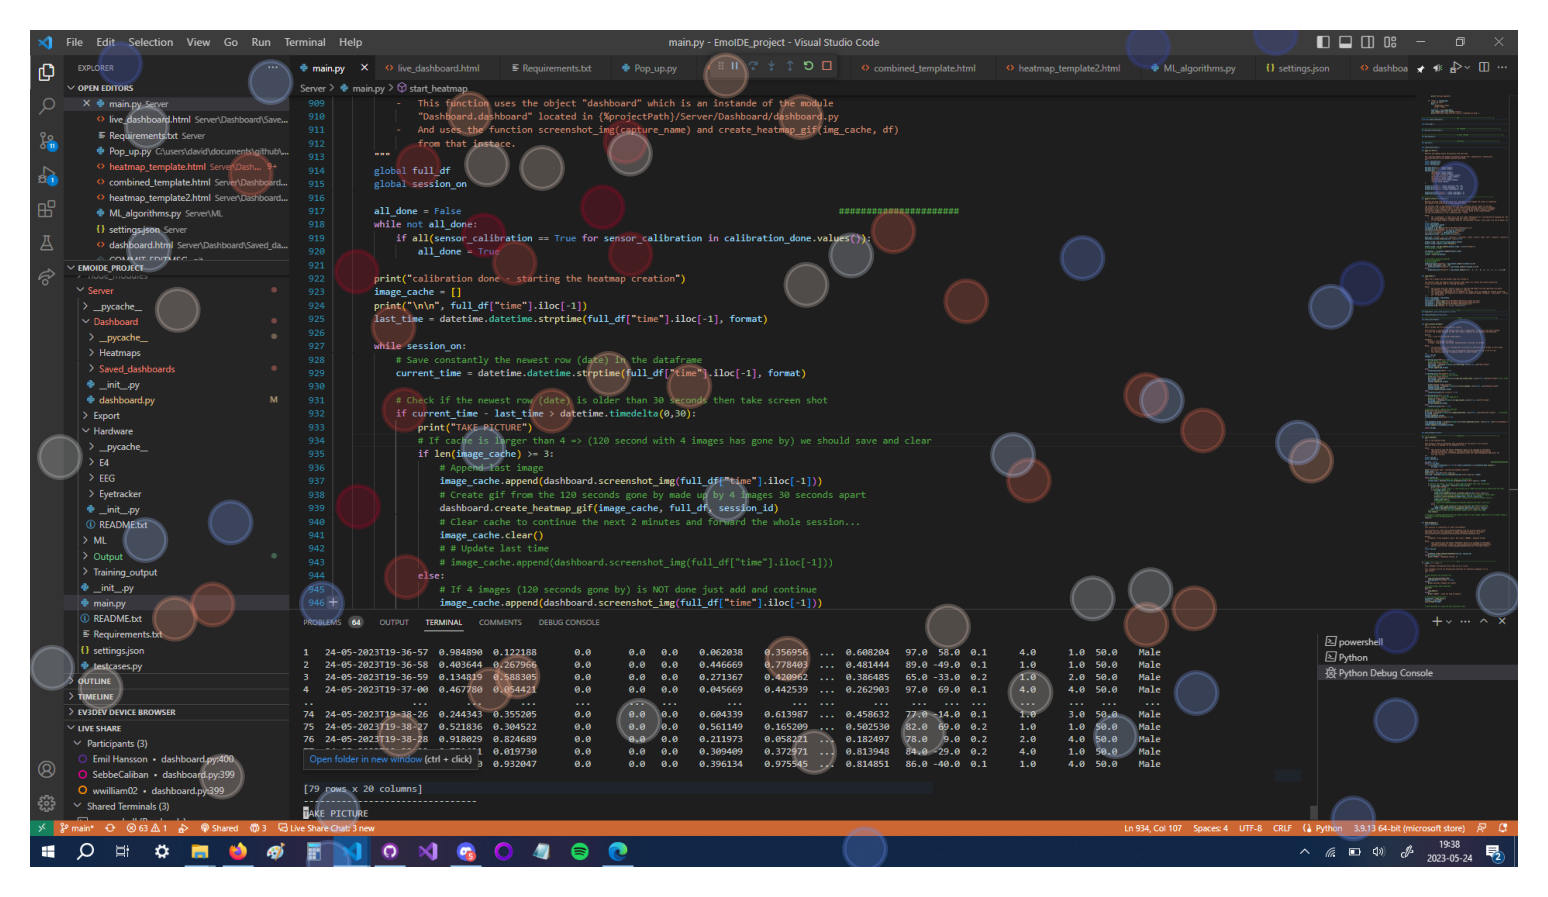 File Edit Selection View Go Run Terminal Help
main.py - EmoIDE_project - Visual Studio Code
EXPLORER
main.py
live_dashboard.html
Requirements.txt
Pop_up.py
combined_template.html
heatmap_template2.html
ML_algorithms.py
settings.json
dashboa
OPEN EDITORS
Server > main.py > start_heatmap
main.py Server
live_dashboard.html Server\Dashboard\Save...
Requirements.txt Server
Pop_up.py C:\users\david\documents\github\...
heatmap_template.html Server\Dash... 9+
combined_template.html Server\Dashboard...
heatmap_template2.html Server\Dashboard...
ML_algorithms.py Server\ML
settings.json Server
dashboard.html Server\Dashboard\Saved_da...
EMOIDE_PROJECT
Server
__pycache__
Dashboard
__pycache__
Heatmaps
Saved_dashboards
__init__.py
dashboard.py M
Export
Hardware
__pycache__
E4
EEG
Eyetracker
__init__.py
README.txt
ML
Output
Training_output
__init__.py
main.py
README.txt
Requirements.txt
settings.json
testcases.py
OUTLINE
TIMELINE
EV3DEV DEVICE BROWSER
LIVE SHARE
Participants (3)
Emil Hansson • dashboard.py:400
SebbeCaliban • dashboard.py:399
wwilliam02 • dashboard.py:399
Shared Terminals (3)
909 - This function uses the object "dashboard" which is an instande of the module
910 "Dashboard.dashboard" located in {%projectPath}/Server/Dashboard/dashboard.py
911 - And uses the function screenshot_img(capture_name) and create_heatmap_gif(img_cache, df)
912 from that instace.
913 """
914 global full_df
915 global session_on
916
917 all_done = False ######################
918 while not all_done:
919 if all(sensor_calibration == True for sensor_calibration in calibration_done.values()):
920 all_done = True
921
922 print("calibration done - starting the heatmap creation")
923 image_cache = []
924 print("\n\n", full_df["time"].iloc[-1])
925 last_time = datetime.datetime.strptime(full_df["time"].iloc[-1], format)
926
927 while session_on:
928 # Save constantly the newest row (date) in the dataframe
929 current_time = datetime.datetime.strptime(full_df["time"].iloc[-1], format)
930
931 # Check if the newest row (date) is older than 30 seconds then take screen shot
932 if current_time - last_time > datetime.timedelta(0,30):
933 print("TAKE PICTURE")
934 # If cache is larger than 4 => (120 second with 4 images has gone by) we should save and clear
935 if len(image_cache) >= 3:
936 # Append last image
937 image_cache.append(dashboard.screenshot_img(full_df["time"].iloc[-1]))
938 # Create gif from the 120 seconds gone by made up by 4 images 30 seconds apart
939 dashboard.create_heatmap_gif(image_cache, full_df, session_id)
940 # Clear cache to continue the next 2 minutes and forward the whole session...
941 image_cache.clear()
942 # # Update last time
943 # image_cache.append(dashboard.screenshot_img(full_df["time"].iloc[-1]))
944 else:
945 # If 4 images (120 seconds gone by) is NOT done just add and continue
946 image_cache.append(dashboard.screenshot_img(full_df["time"].iloc[-1]))
PROBLEMS 64 OUTPUT TERMINAL COMMENTS DEBUG CONSOLE
1 24-05-2023T19-36-57 0.984890 0.122188 0.0 0.0 0.0 0.062038 0.356956 ... 0.608204 97.0 58.0 0.1 4.0 1.0 50.0 Male
2 24-05-2023T19-36-58 0.403644 0.267966 0.0 0.0 0.0 0.446669 0.778403 ... 0.481444 89.0 -49.0 0.1 1.0 1.0 50.0 Male
3 24-05-2023T19-36-59 0.134819 0.588305 0.0 0.0 0.0 0.271367 0.420962 ... 0.386485 65.0 -33.0 0.2 1.0 2.0 50.0 Male
4 24-05-2023T19-37-00 0.467780 0.054421 0.0 0.0 0.0 0.045669 0.442539 ... 0.262903 97.0 69.0 0.1 4.0 4.0 50.0 Male
.. ... ... ... ... ... ... ... ... ... ... ... ... ... ... ... ... ...
74 24-05-2023T19-38-26 0.244343 0.355205 0.0 0.0 0.0 0.604339 0.613987 ... 0.458632 77.0 -14.0 0.1 1.0 3.0 50.0 Male
75 24-05-2023T19-38-27 0.521836 0.304522 0.0 0.0 0.0 0.561149 0.165209 ... 0.502530 82.0 69.0 0.2 1.0 1.0 50.0 Male
76 24-05-2023T19-38-28 0.918029 0.824689 0.0 0.0 0.0 0.211973 0.058221 ... 0.182497 78.0 9.0 0.2 2.0 4.0 50.0 Male
0.019730 0.0 0.0 0.0 0.309409 0.372971 ... 0.813948 84.0 -29.0 0.1 4.0 1.0 50.0 Male
Open folder in new window (ctrl + click) 0.932047 0.0 0.0 0.0 0.396134 0.975545 ... 0.814851 86.0 -40.0 0.1 1.0 4.0 50.0 Male
[79 rows x 20 columns]
--------------------------------
TAKE PICTURE
powershell
Python
Python Debug Console
main* 63 1 Shared 3 Live Share Chat: 3 new
Ln 934, Col 107 Spaces: 4 UTF-8 CRLF Python 3.9.13 64-bit (microsoft store)
19:38
2023-05-24